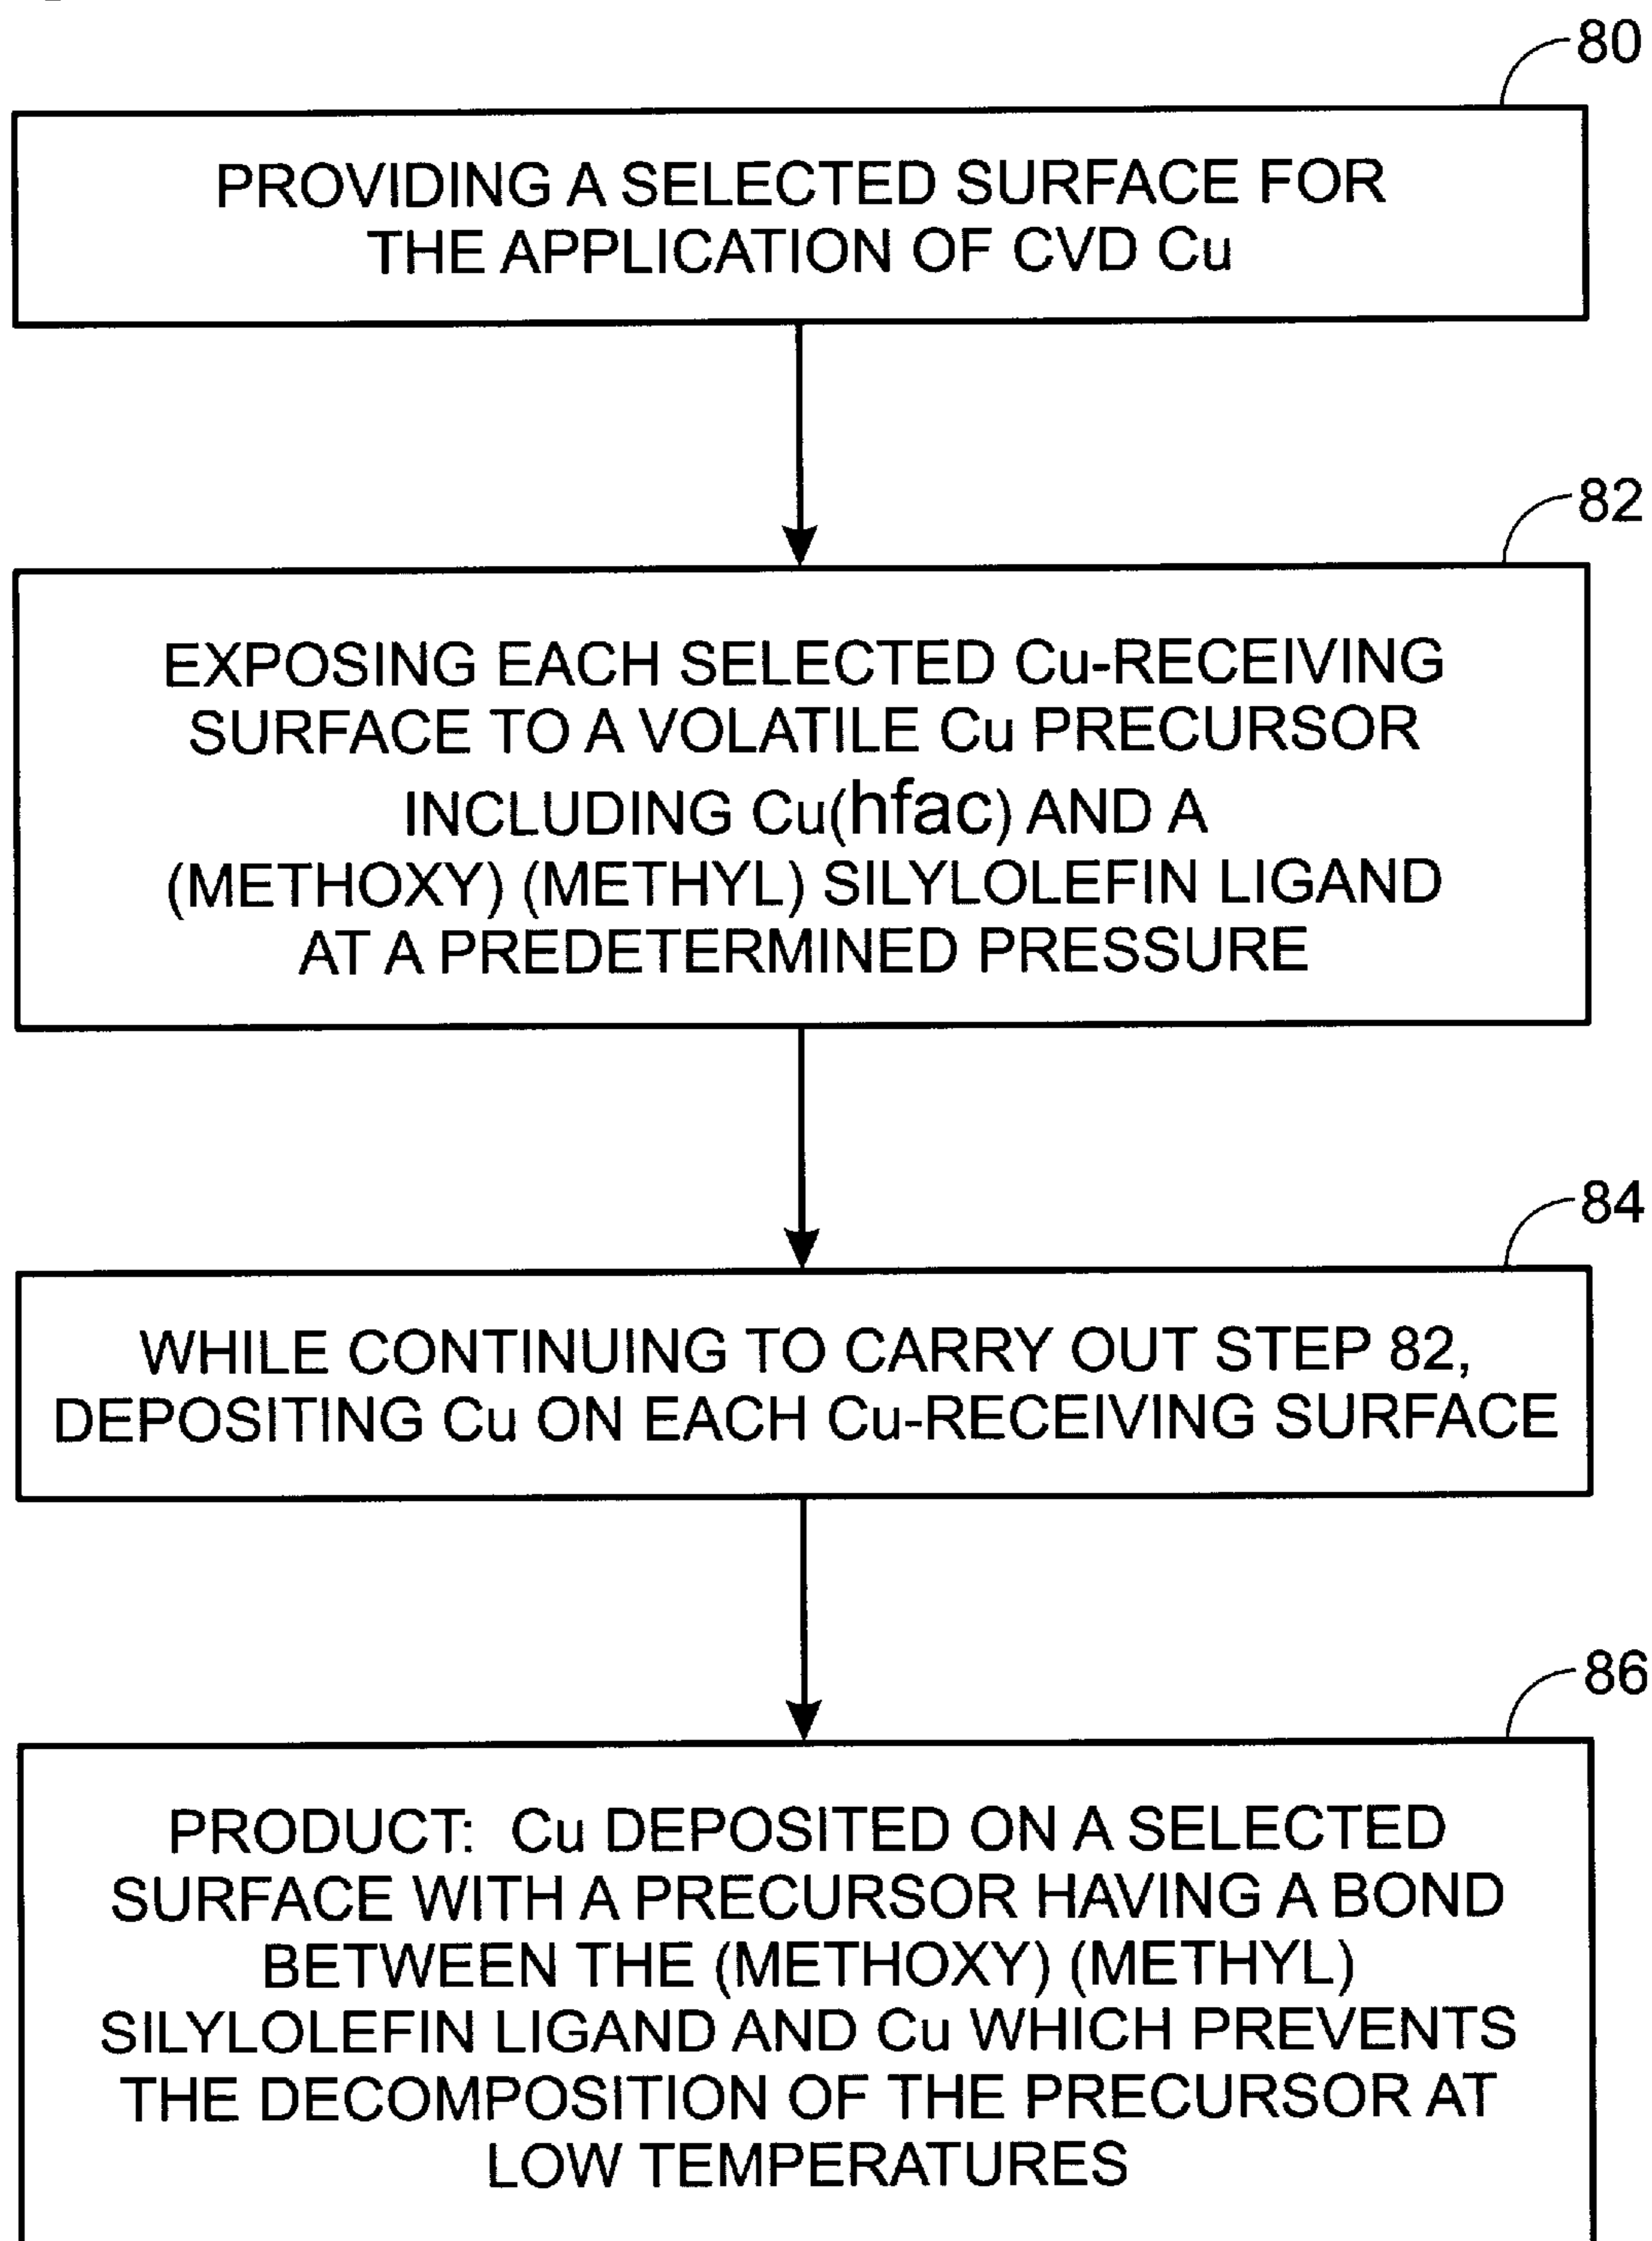 80
PROVIDING A SELECTED SURFACE FOR
THE APPLICATION OF CVD Cu
82
EXPOSING EACH SELECTED Cu-RECEIVING
SURFACE TO A VOLATILE Cu PRECURSOR
INCLUDING Cu(hfac) AND A
(METHOXY) (METHYL) SILYLOLEFIN LIGAND
AT A PREDETERMINED PRESSURE
84
WHILE CONTINUING TO CARRY OUT STEP 82,
DEPOSITING Cu ON EACH Cu-RECEIVING SURFACE
86
PRODUCT: Cu DEPOSITED ON A SELECTED
SURFACE WITH A PRECURSOR HAVING A BOND
BETWEEN THE (METHOXY) (METHYL)
SILYLOLEFIN LIGAND AND Cu WHICH PREVENTS
THE DECOMPOSITION OF THE PRECURSOR AT
LOW TEMPERATURES